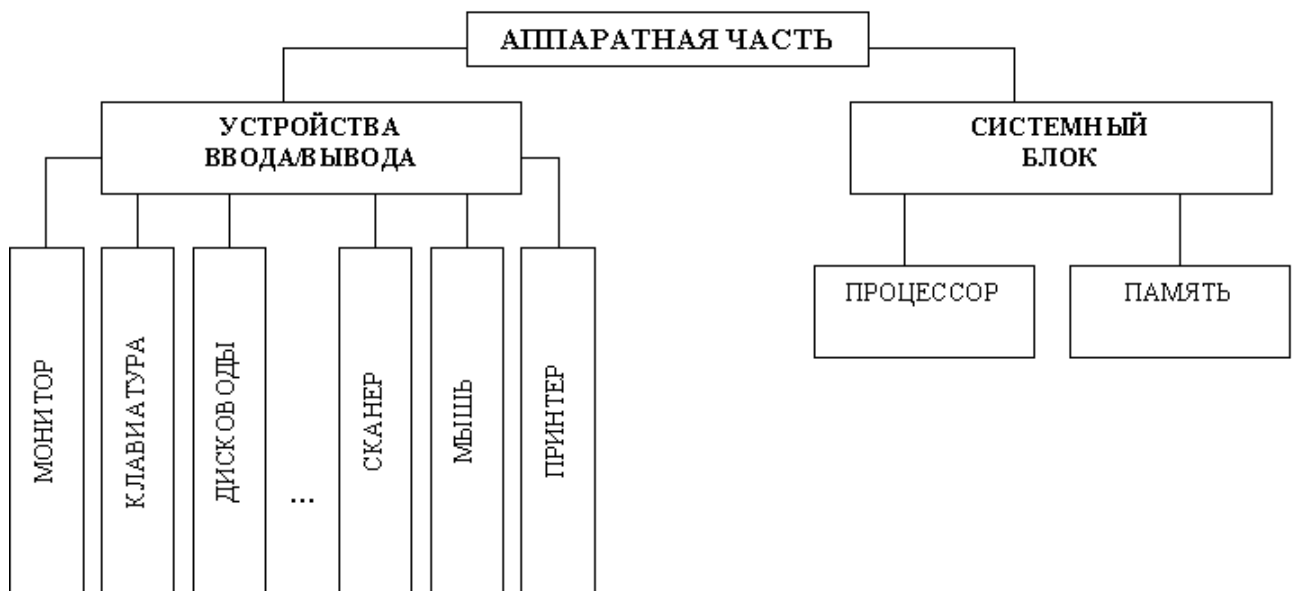 АППАРАТНАЯ ЧАСТЬ
УСТРОЙСТВА
ВВОДА/ВЫВОДА
СИСТЕМНЫЙ
БЛОК
МОНИТОР
КЛАВИАТУРА
ДИСКОВОДЫ
...
СКАНЕР
МЫШЬ
ПРИНТЕР
ПРОЦЕССОР
ПАМЯТЬ